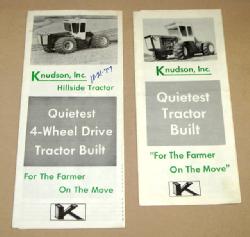 Knudson, Inc.
Hillside Tractor
Quietest
4-Wheel Drive
Tractor Built
For The Farmer
On The Move
K
Knudson, Inc.
Quietest
Tractor
Built
"For The Farmer
On The Move"
K